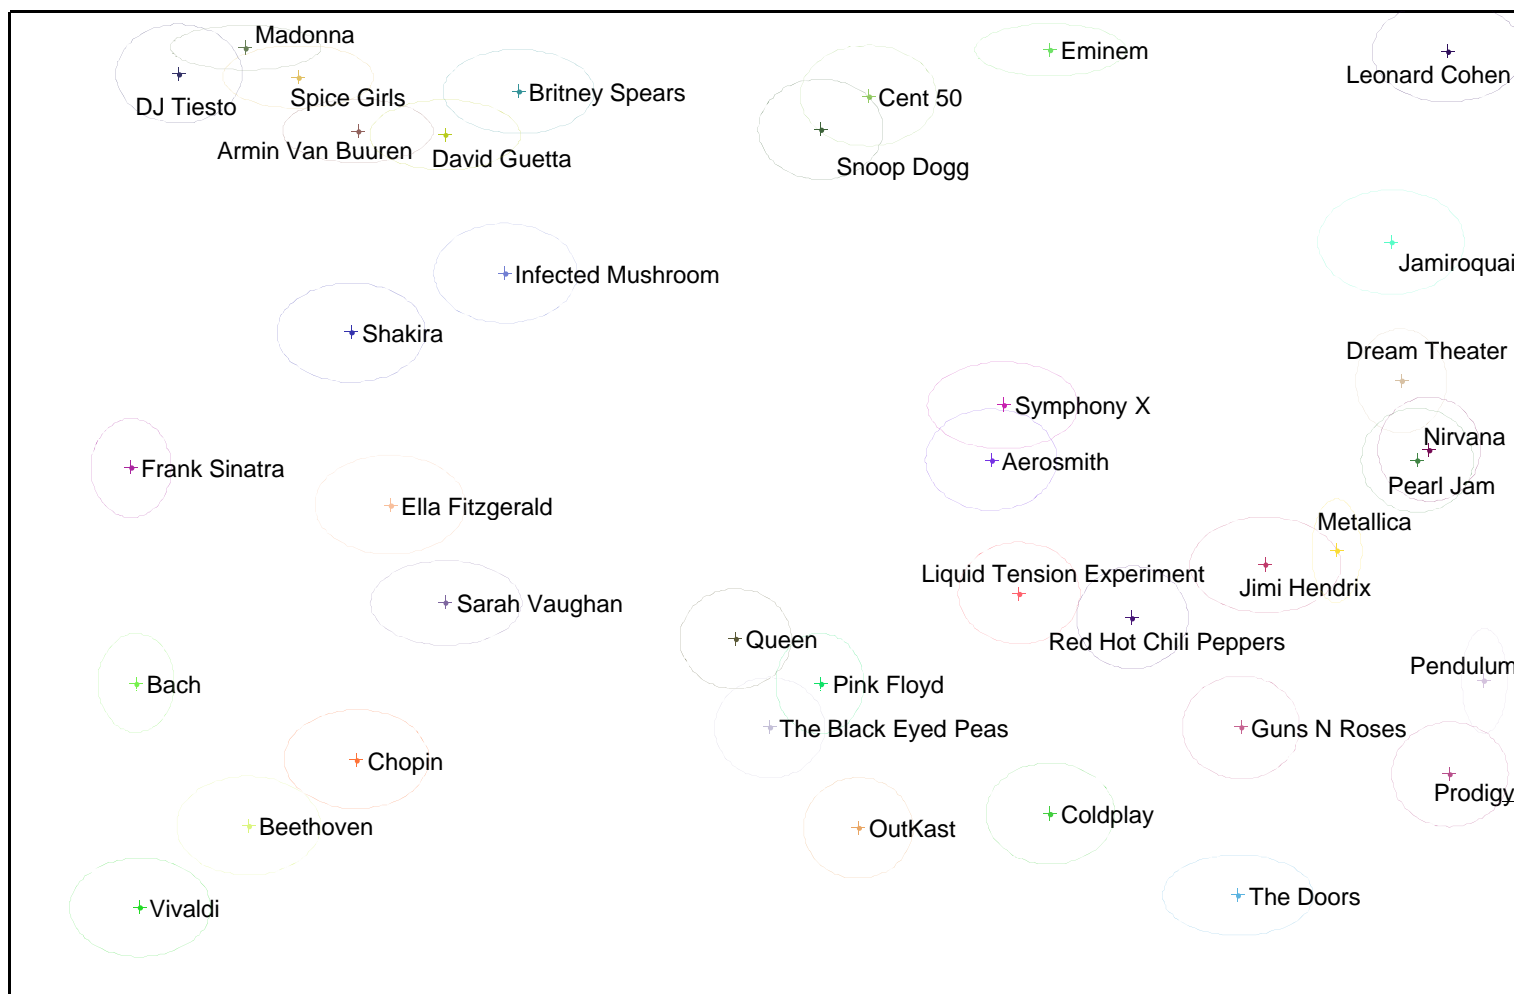 Madonna
Eminem
Leonard Cohen
DJ Tiesto
Spice Girls
Britney Spears
Cent 50
Armin Van Buuren
David Guetta
Snoop Dogg
Jamiroquai
Infected Mushroom
Shakira
Dream Theater
Symphony X
Nirvana
Frank Sinatra
Aerosmith
Pearl Jam
Ella Fitzgerald
Metallica
Liquid Tension Experiment
Jimi Hendrix
Sarah Vaughan
Queen
Red Hot Chili Peppers
Pendulum
Bach
Pink Floyd
The Black Eyed Peas
Guns N Roses
Chopin
Prodigy
Beethoven
OutKast
Coldplay
Vivaldi
The Doors